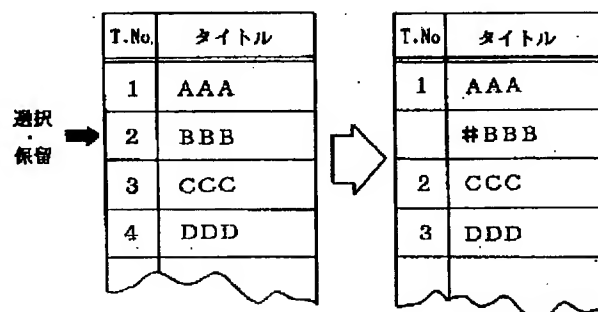 選択
・
保留
T.No. タイトル
1 AAA
2 BBB
3 CCC
4 DDD
T.No タイトル
1 AAA
#BBB
2 CCC
3 DDD